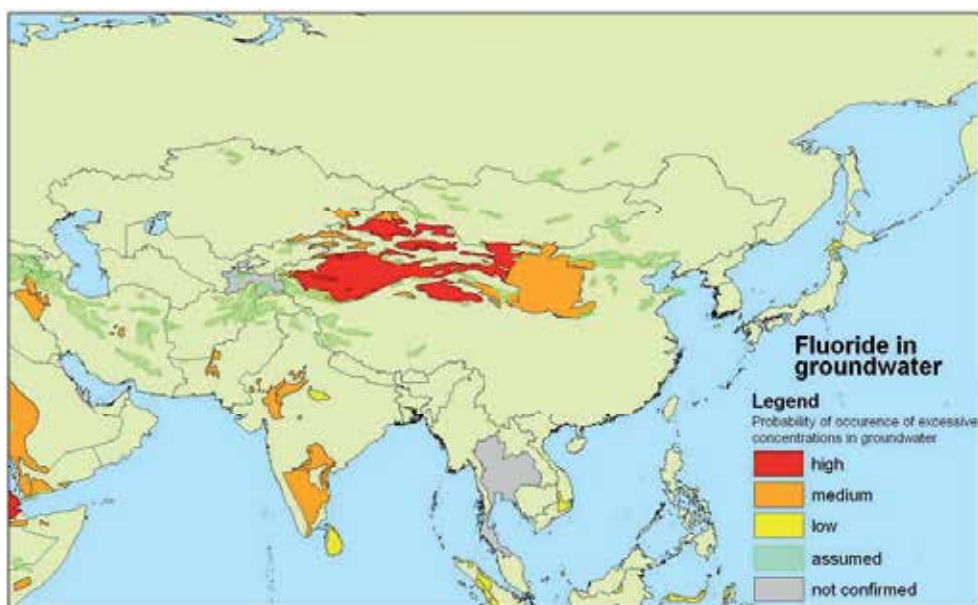 Fluoride in
groundwater
Legend
Probability of occurence of excessive
concentrations in groundwater
high
medium
low
assumed
not confirmed